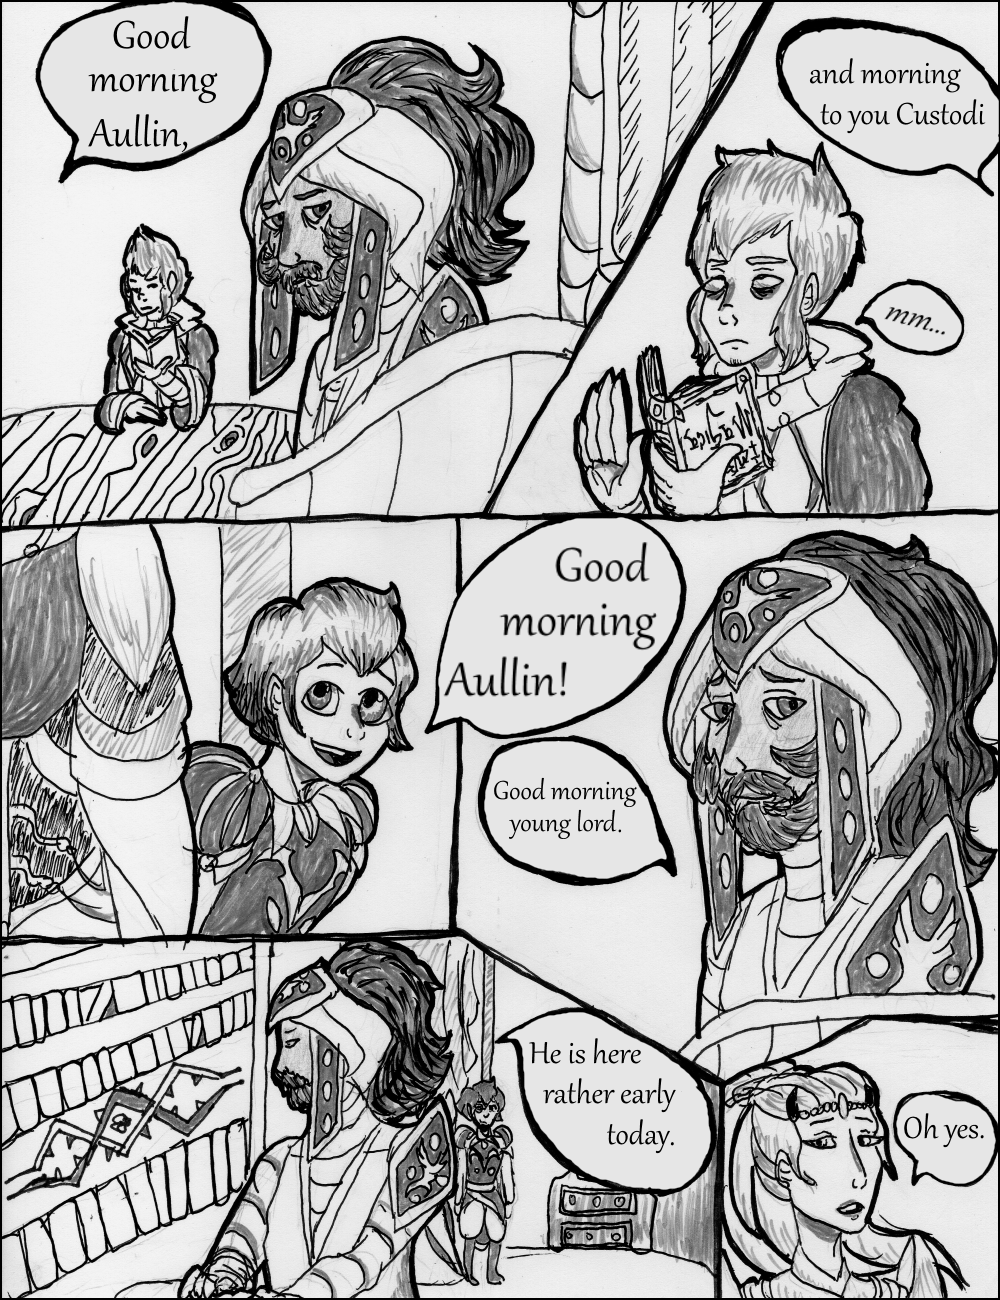 Good
morning
Aullin,
and morning
to you Custodi
mm...
Magical
Good
morning
Aullin!
Good morning
young lord.
He is here
rather early
today.
Oh yes.